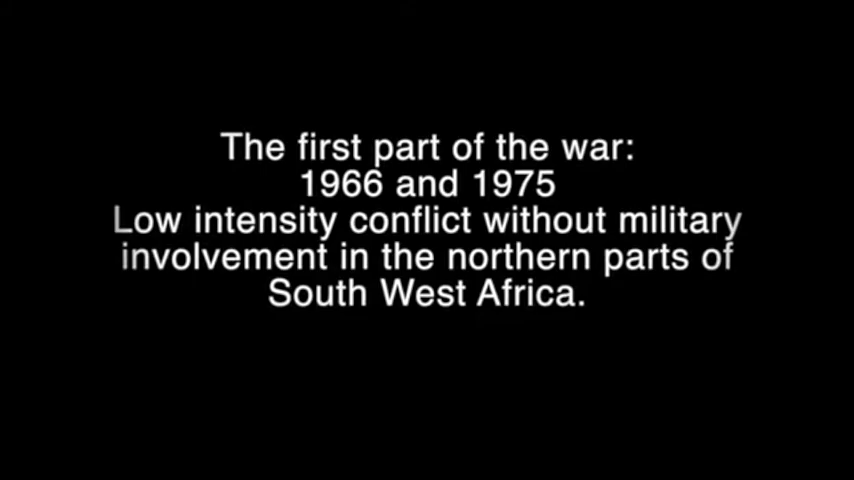 The first part of the war:
1966 and 1975
Low intensity conflict without military
involvement in the northern parts of
South West Africa.